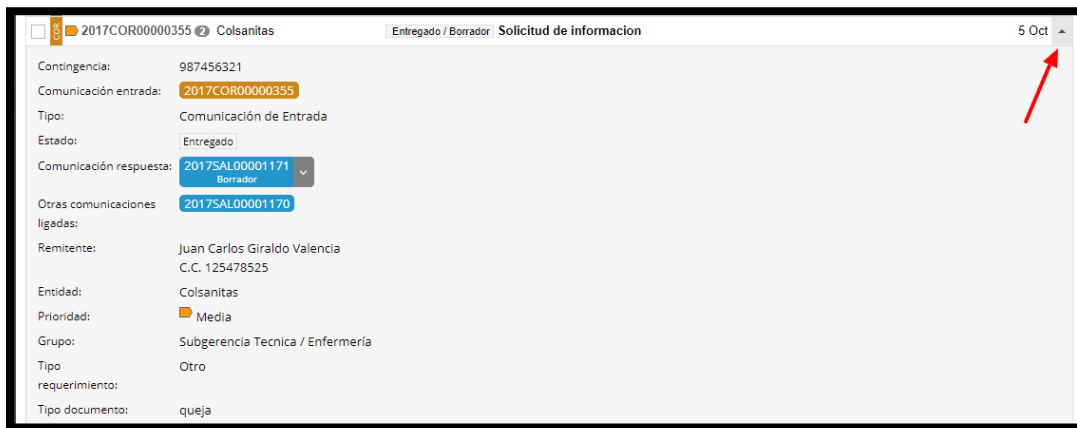 COR 2017COR00000355 2 Colsanitas Entregado / Borrador Solicitud de informacion 5 Oct
Contingencia: 987456321
Comunicación entrada: 2017COR00000355
Tipo: Comunicación de Entrada
Estado: Entregado
Comunicación respuesta: 2017SAL00001171
Borrador
Otras comunicaciones 2017SAL00001170
ligadas:
Remitente: Juan Carlos Giraldo Valencia
C.C. 125478525
Entidad: Colsanitas
Prioridad: Media
Grupo: Subgerencia Tecnica / Enfermería
Tipo Otro
requerimiento:
Tipo documento: queja